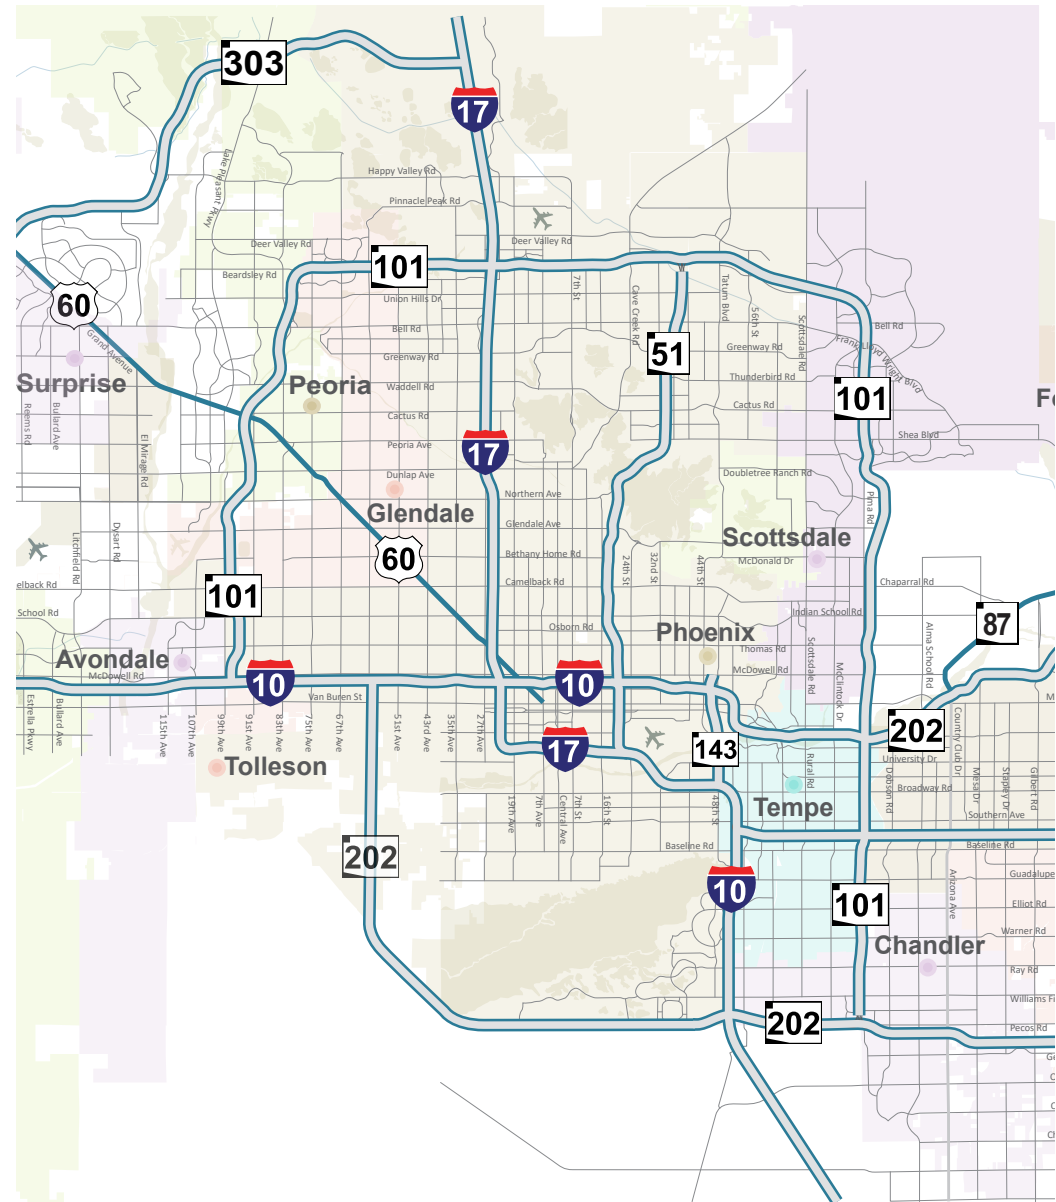 303
17
Lake Pleasant Pkwy
Happy Valley Rd
Pinnacle Peak Rd
Deer Valley Rd
Deer Valley Rd
101
Beardsley Rd
7th St
Cave Creek Rd
Tatum Blvd
60
Union Hills Dr
56th St
Scottsdale Rd
Bell Rd
Bell Rd
Grand Avenue
51
Greenway Rd
Greenway Rd
Frank Lloyd Wright Blvd
Surprise
Peoria
Waddell Rd
Thunderbird Rd
101
Fo
Reems Rd
Bullard Ave
Cactus Rd
Cactus Rd
El Mirage Rd
Peoria Ave
17
Shea Blvd
Dunlap Ave
Doubletree Ranch Rd
Northern Ave
Pima Rd
Glendale
Glendale Ave
Scottsdale
Dysart Rd
Litchfield Rd
60
Bethany Home Rd
24th St
32nd St
44th St
McDonald Dr
elback Rd
101
Camelback Rd
Chaparral Rd
School Rd
Indian School Rd
87
Osborn Rd
Phoenix
Alma School Rd
Avondale
Thomas Rd
Scottsdale Rd
McClintock Dr
McDowell Rd
McDowell Rd
10
10
Van Buren St
M
Estrella Pkwy
Bullard Ave
115th Ave
107th Ave
99th Ave
91st Ave
83th Ave
75th Ave
67th Ave
51st Ave
43rd Ave
35th Ave
27th Ave
17
143
202
Country Club Dr
Tolleson
Rural Rd
University Dr
Dobson Rd
Broadway Rd
Mesa Dr
Stapley Dr
Gilbert Rd
Tempe
19th Ave
7th Ave
Central Ave
7th St
16th St
48th St
Southern Ave
202
Baseline Rd
Baseline Rd
10
Arizona Ave
Guadalupe
101
Elliot Rd
Warner Rd
Chandler
Ray Rd
Williams Fi
202
Pecos Rd
Ge
C
C
Ch